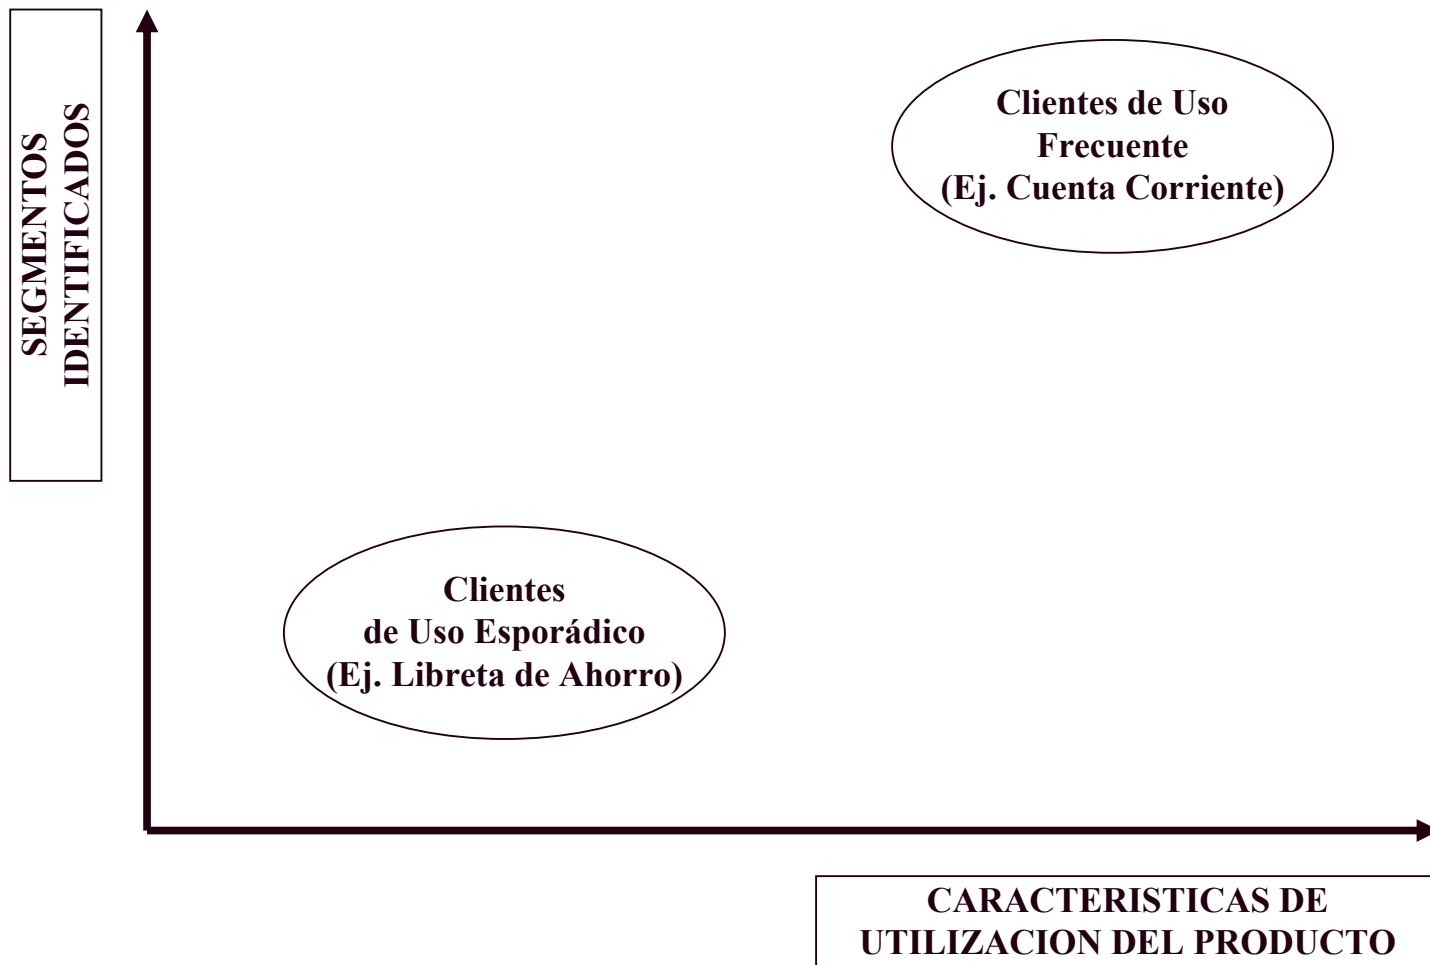 SEGMENTOS
IDENTIFICADOS
Clientes de Uso
Frecuente
(Ej. Cuenta Corriente)
Clientes
de Uso Esporádico
(Ej. Libreta de Ahorro)
CARACTERISTICAS DE
UTILIZACION DEL PRODUCTO